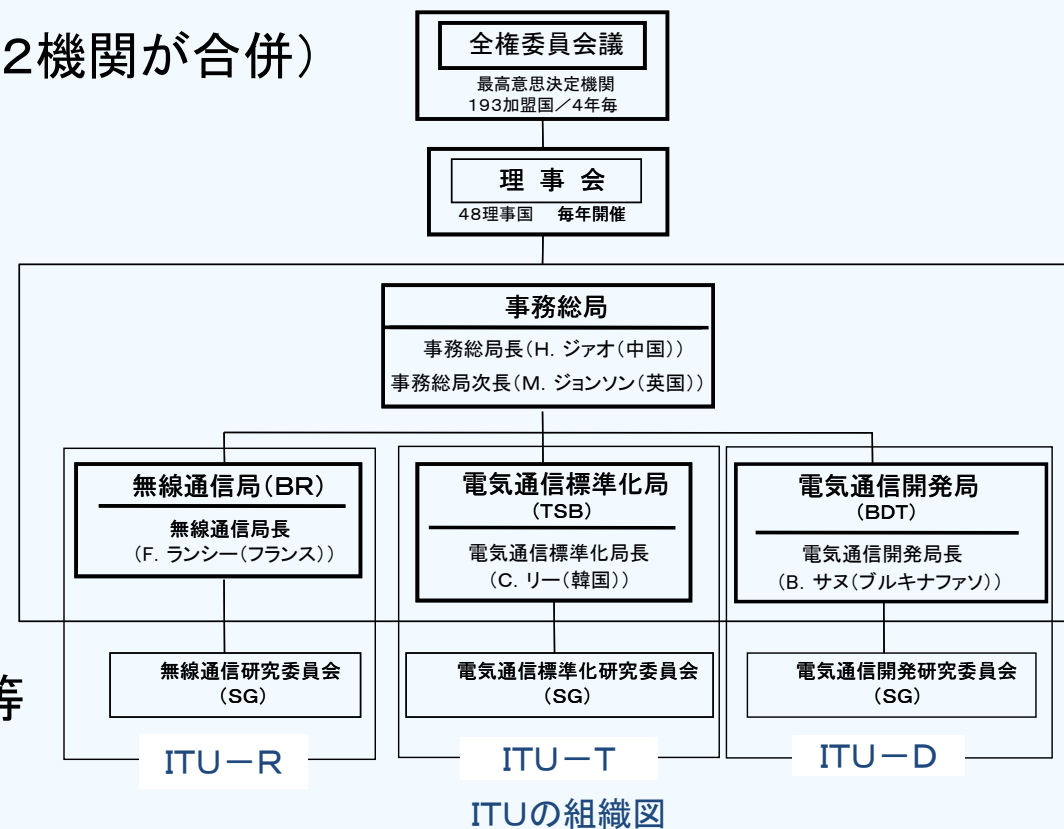 2機関が合併）
全権委員会議
最高意思決定機関
193加盟国／4年毎
理 事 会
48理事国　毎年開催
事務総局
事務総局長（H. ジァオ（中国））
事務総局次長（M. ジョンソン（英国））
無線通信局（BR）
無線通信局長
（F. ランシー（フランス））
電気通信標準化局
（TSB）
電気通信標準化局長
（C. リー（韓国））
電気通信開発局
（BDT）
電気通信開発局長
（B. サヌ（ブルキナファソ））
等
無線通信研究委員会
（SG）
電気通信標準化研究委員会
（SG）
電気通信開発研究委員会
（SG）
ITU－R
ITU－T
ITU－D
ITUの組織図